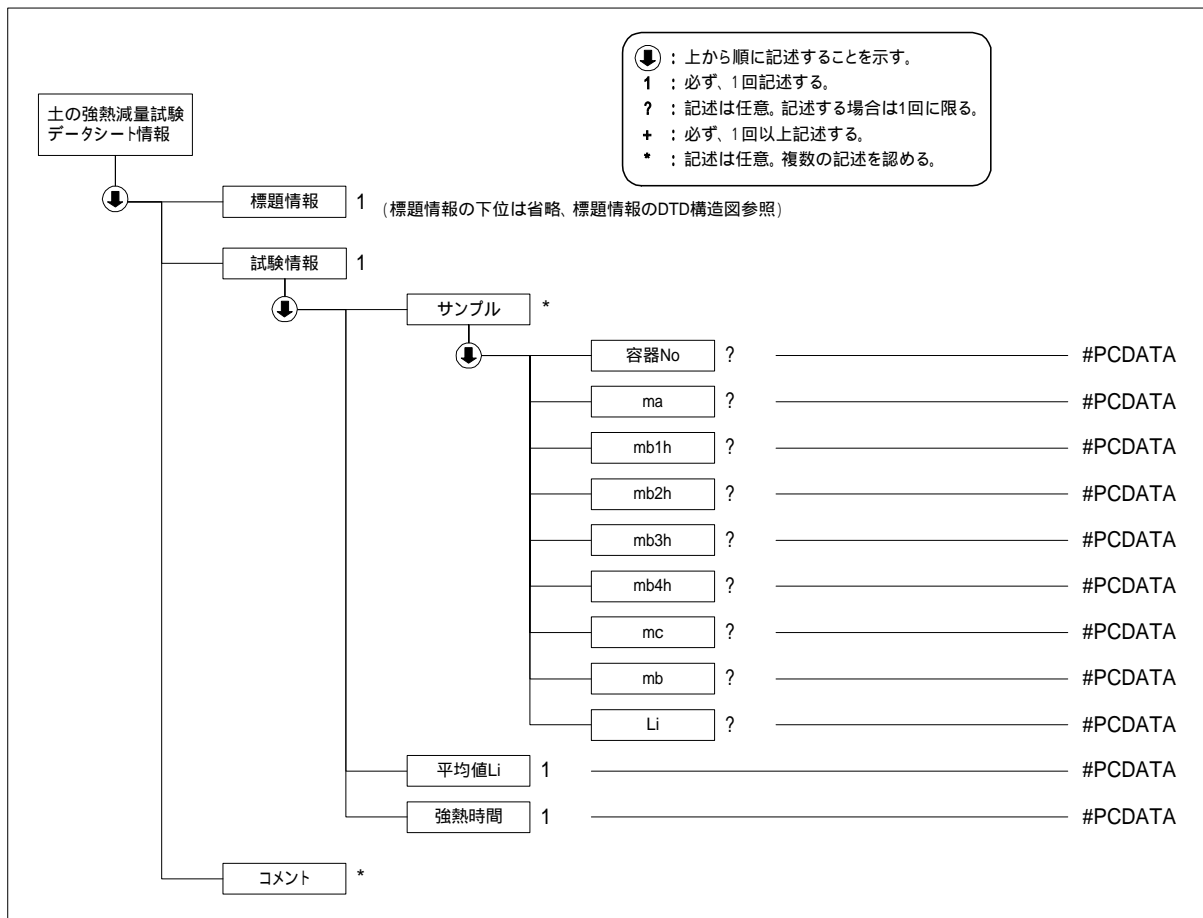 ：上から順に記述することを示す。
1：必ず、1回記述する。
?：記述は任意。記述する場合は1回に限る。
+：必ず、1回以上記述する。
*：記述は任意。複数の記述を認める。
土の強熱減量試験
データシート情報
標題情報 1 (標題情報の下位は省略、標題情報のDTD構造図参照)
試験情報 1
サンプル *
容器No ? #PCDATA
ma ? #PCDATA
mb1h ? #PCDATA
mb2h ? #PCDATA
mb3h ? #PCDATA
mb4h ? #PCDATA
mc ? #PCDATA
mb ? #PCDATA
Li ? #PCDATA
平均値Li 1 #PCDATA
強熱時間 1 #PCDATA
コメント *